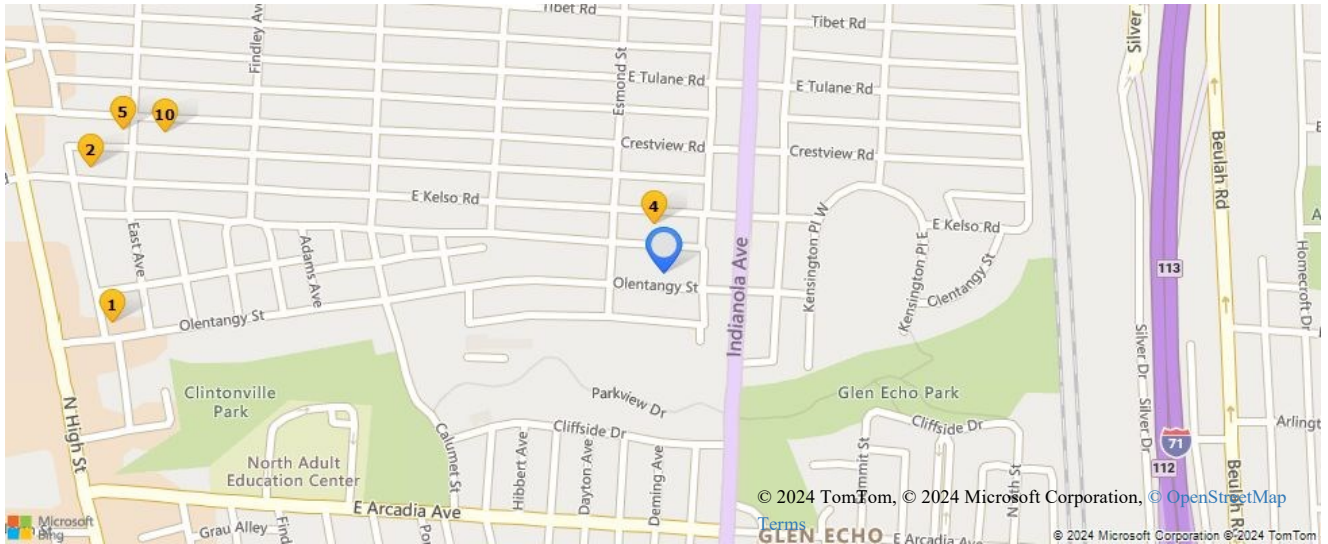 Tibet Rd
Tibet Rd
Findley Av
Silver
Esmond St
E Tulane Rd
E Tulane Rd
5
10
2
Crestview Rd
Crestview Rd
Beulah Rd
E Kelso Rd
4
E Kelso Rd
Kensington Pl W
Kensington Pl E
East Ave
Adams Ave
Indianola Ave
113
Homecroft Dr
Olentangy St
Olentangy St
1
Olentangy St
Silver Dr
Clintonville
Park
Parkview Dr
Glen Echo Park
N High St
Cliffside Dr
Cliffside Dr
Calumet St
Hibbert Ave
Dayton Ave
Deming Ave
Silver Dr
Arlingt
71
112
North Adult
Education Center
N 4th St
Beulah Rd
E Arcadia Ave
Grau Alley
Find
© 2024 TomTom, © 2024 Microsoft Corporation, © OpenStreetMap
Terms
GLEN ECHO
E Arcadia Ave
Microsoft
Bing
© 2024 Microsoft Corporation © 2024 TomTom